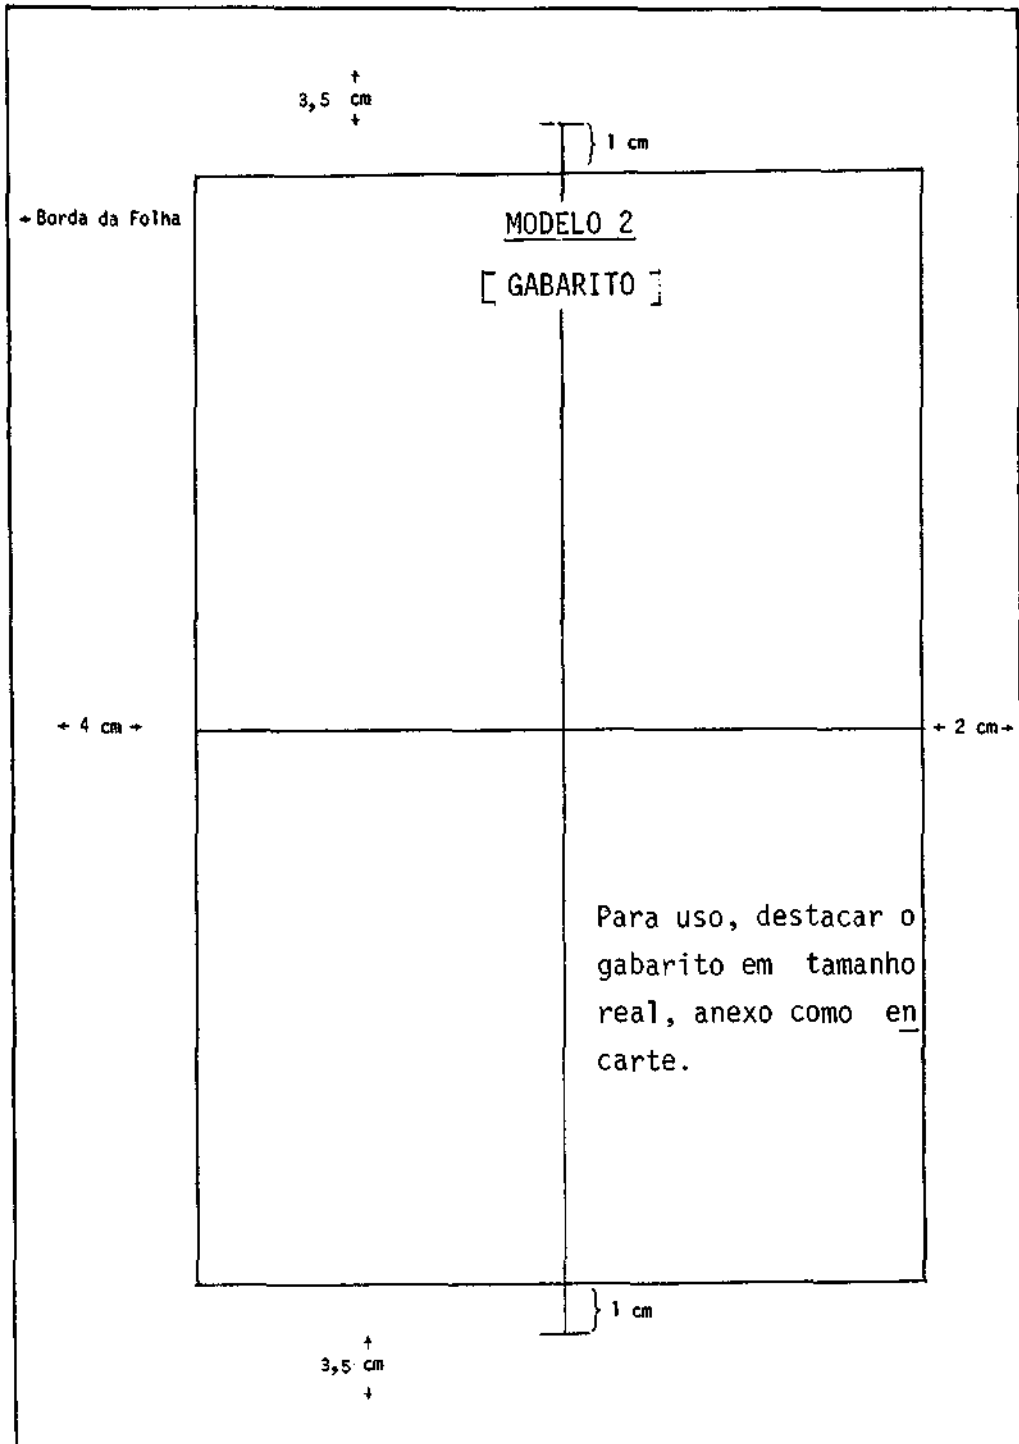 3,5 cm
1 cm
Borda da Folha
MODELO 2
[ GABARITO ]
4 cm
2 cm
Para uso, destacar o
gabarito em tamanho
real, anexo como en
carte.
1 cm
3,5 cm